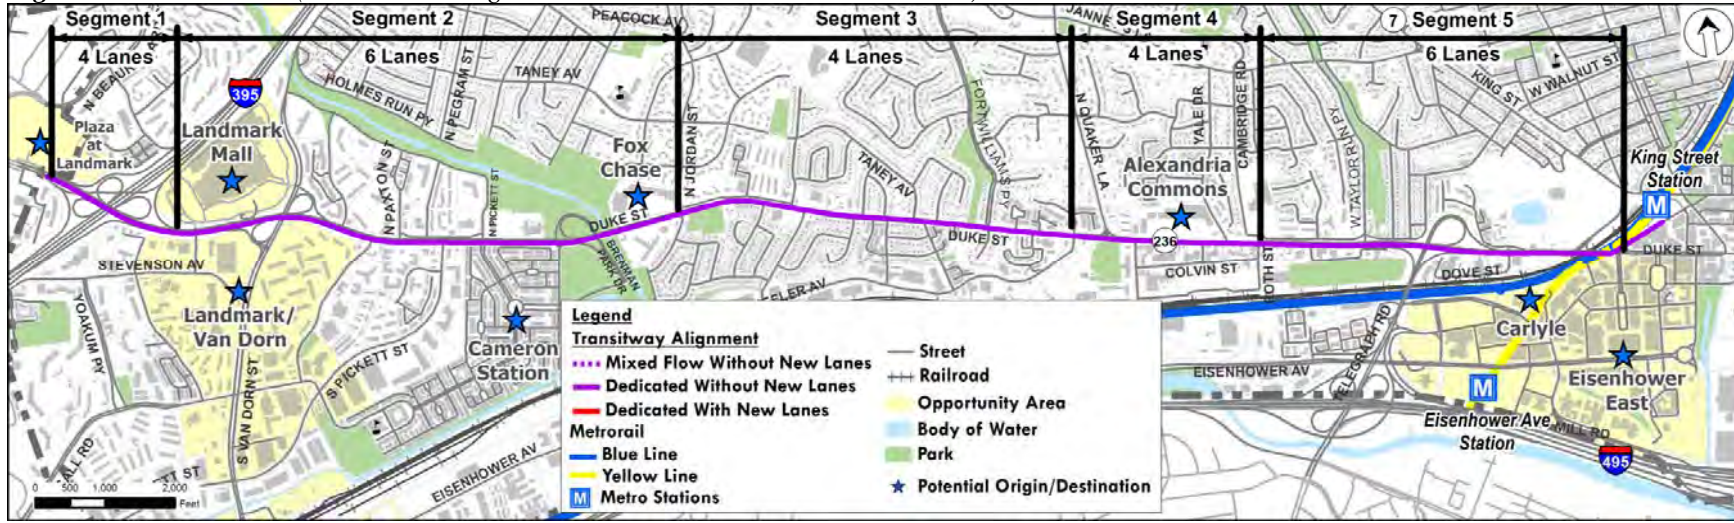 Segment 1
Segment 2
Segment 3
Segment 4
7
Segment 5
4 Lanes
6 Lanes
4 Lanes
4 Lanes
6 Lanes
PEACOCK AV
N PEGRAM ST
TANEY AV
HOLMES RUN PY
395
Plaza
at
Landmark
Landmark
Mall
N PAXTON ST
N PICKETT ST
Fox
Chase
N JORDAN ST
DUKE ST
BRENMAN
PARK DR
TANEY AV
FORT WILLIAMS PY
DUKE ST
N QUAKER LA
YALE DR
CAMBRIDGE RD
Alexandria
Commons
236
COLVIN ST
ROTH ST
W TAYLOR RUN PY
KING ST
W WALNUT ST
King Street
Station
M
DUKE ST
DOVE ST
STEVENSON AV
YOAKUM PY
Landmark/
Van Dorn
S VAN DORN ST
S PICKETT ST
Cameron
Station
EISENHOWER AV
TELEGRAPH RD
EISENHOWER AV
Carlyle
Eisenhower
East
M
Eisenhower Ave
Station
MILL RD
495
Legend
Transitway Alignment
Mixed Flow Without New Lanes
Dedicated Without New Lanes
Dedicated With New Lanes
Metrorail
Blue Line
Yellow Line
M Metro Stations
Street
Railroad
Opportunity Area
Body of Water
Park
Potential Origin/Destination
0 500 1,000 2,000
Feet